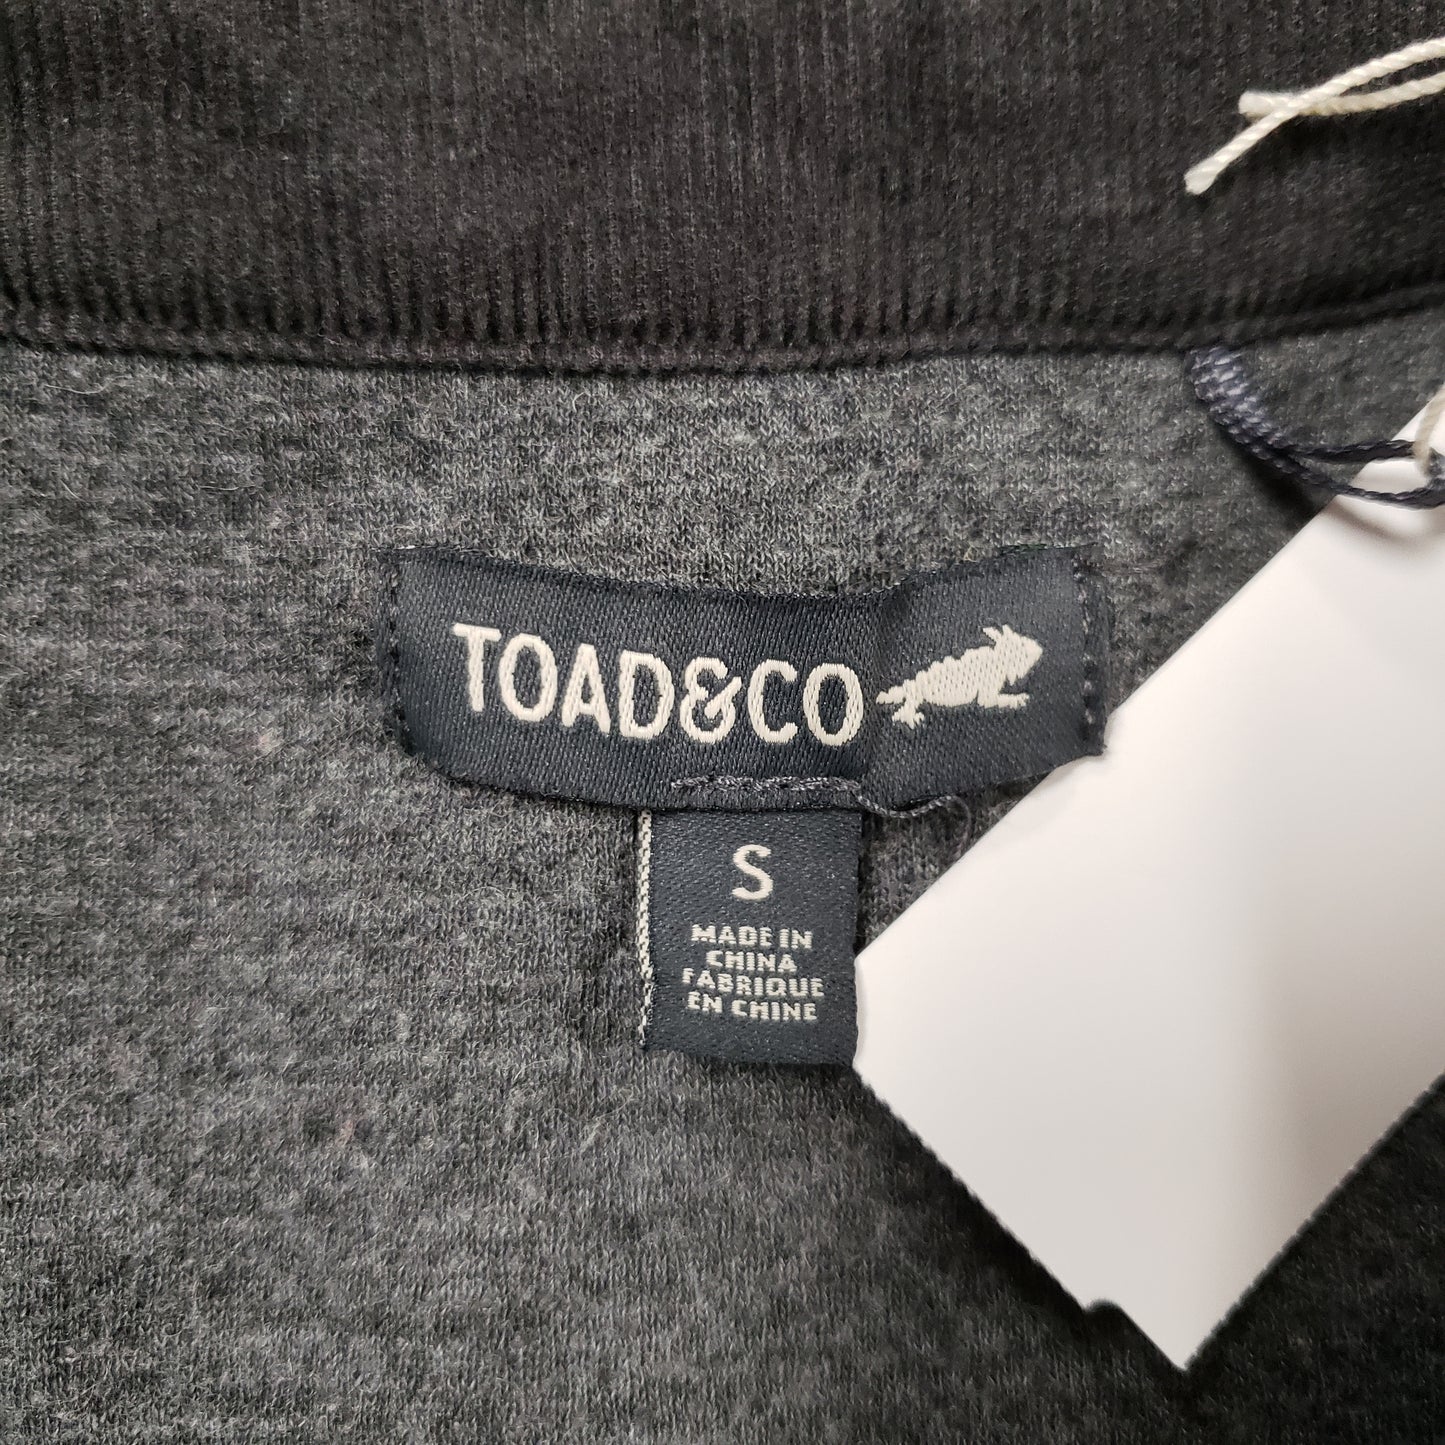 TOAD&CO
S
MADE IN
CHINA
FABRIQUE
EN CHINE